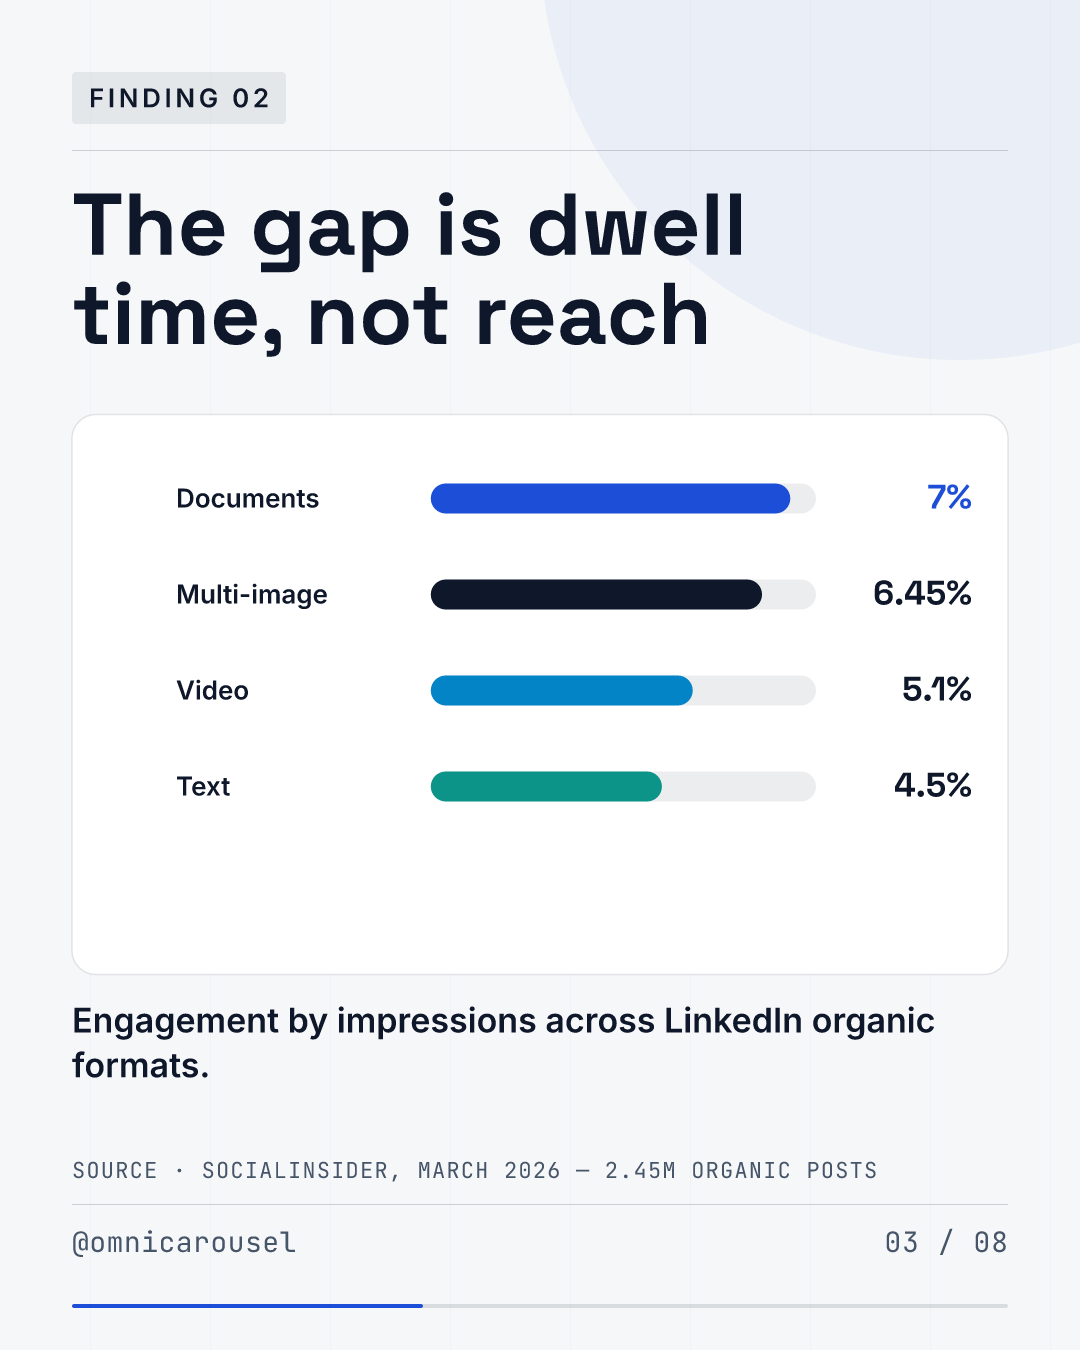 FINDING 02
The gap is dwell
time, not reach
Documents 7%
Multi-image 6.45%
Video 5.1%
Text 4.5%
Engagement by impressions across LinkedIn organic
formats.
SOURCE · SOCIALINSIDER, MARCH 2026 — 2.45M ORGANIC POSTS
@omnicarousel 03 / 08